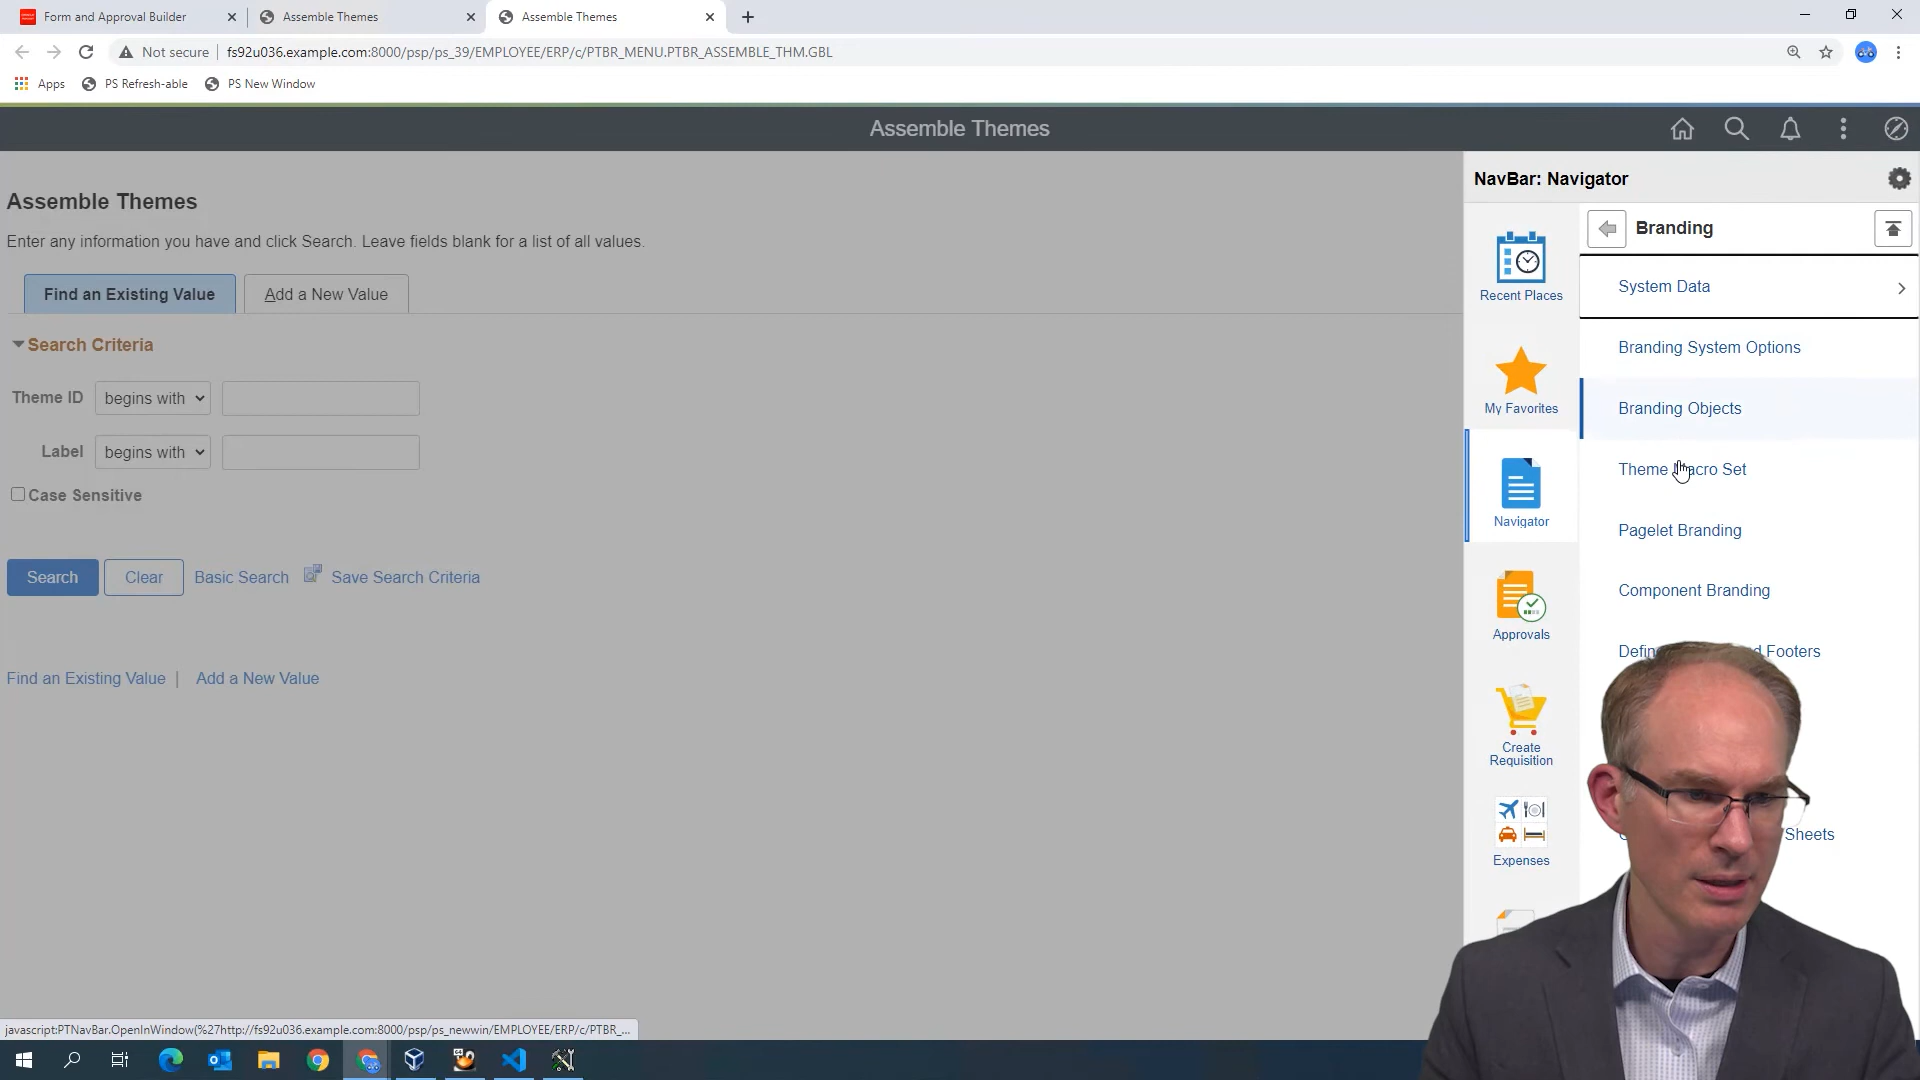 Form and Approval Builder
Assemble Themes
Assemble Themes
Not secure
fs92u036.example.com:8000/psp/ps_39/EMPLOYEE/ERP/c/PTBR_MENU.PTBR_ASSEMBLE_THM.GBL
Apps
PS Refresh-able
PS New Window
Assemble Themes
NavBar: Navigator
Assemble Themes
Enter any information you have and click Search. Leave fields blank for a list of all values.
Find an Existing Value
Add a New Value
Search Criteria
Theme ID
begins with
Label
begins with
Case Sensitive
Search
Clear
Basic Search
Save Search Criteria
Find an Existing Value |
Add a New Value
Recent Places
My Favorites
Navigator
Approvals
Create
Requisition
Expenses
Branding
System Data
Branding System Options
Branding Objects
Theme Macro Set
Pagelet Branding
Component Branding
Footers
Sheets
javascript:PTNavBar.OpenInWindow(%27http://fs92u036.example.com:8000/psp/ps_newwin/EMPLOYEE/ERP/c/PTBR_...